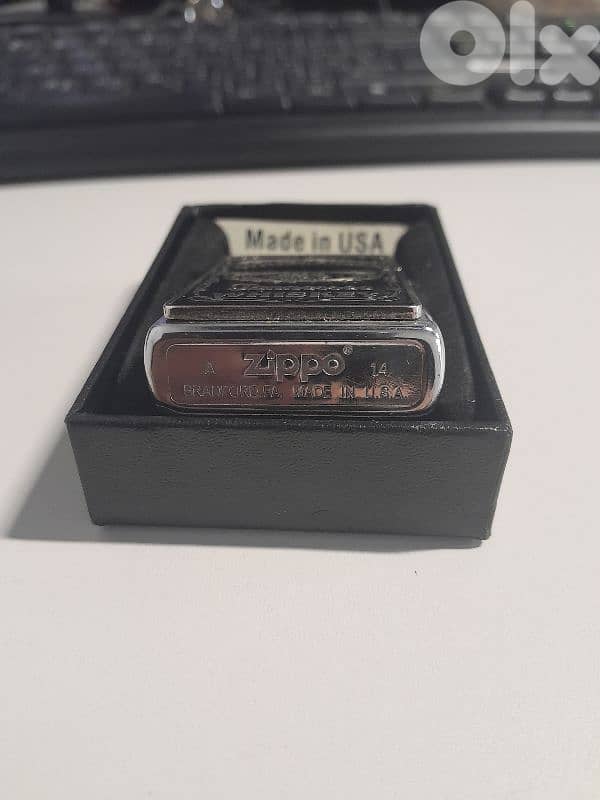 olx
Made in USA
A zippo® 14
BRADFORD, PA. MADE IN U.S.A.